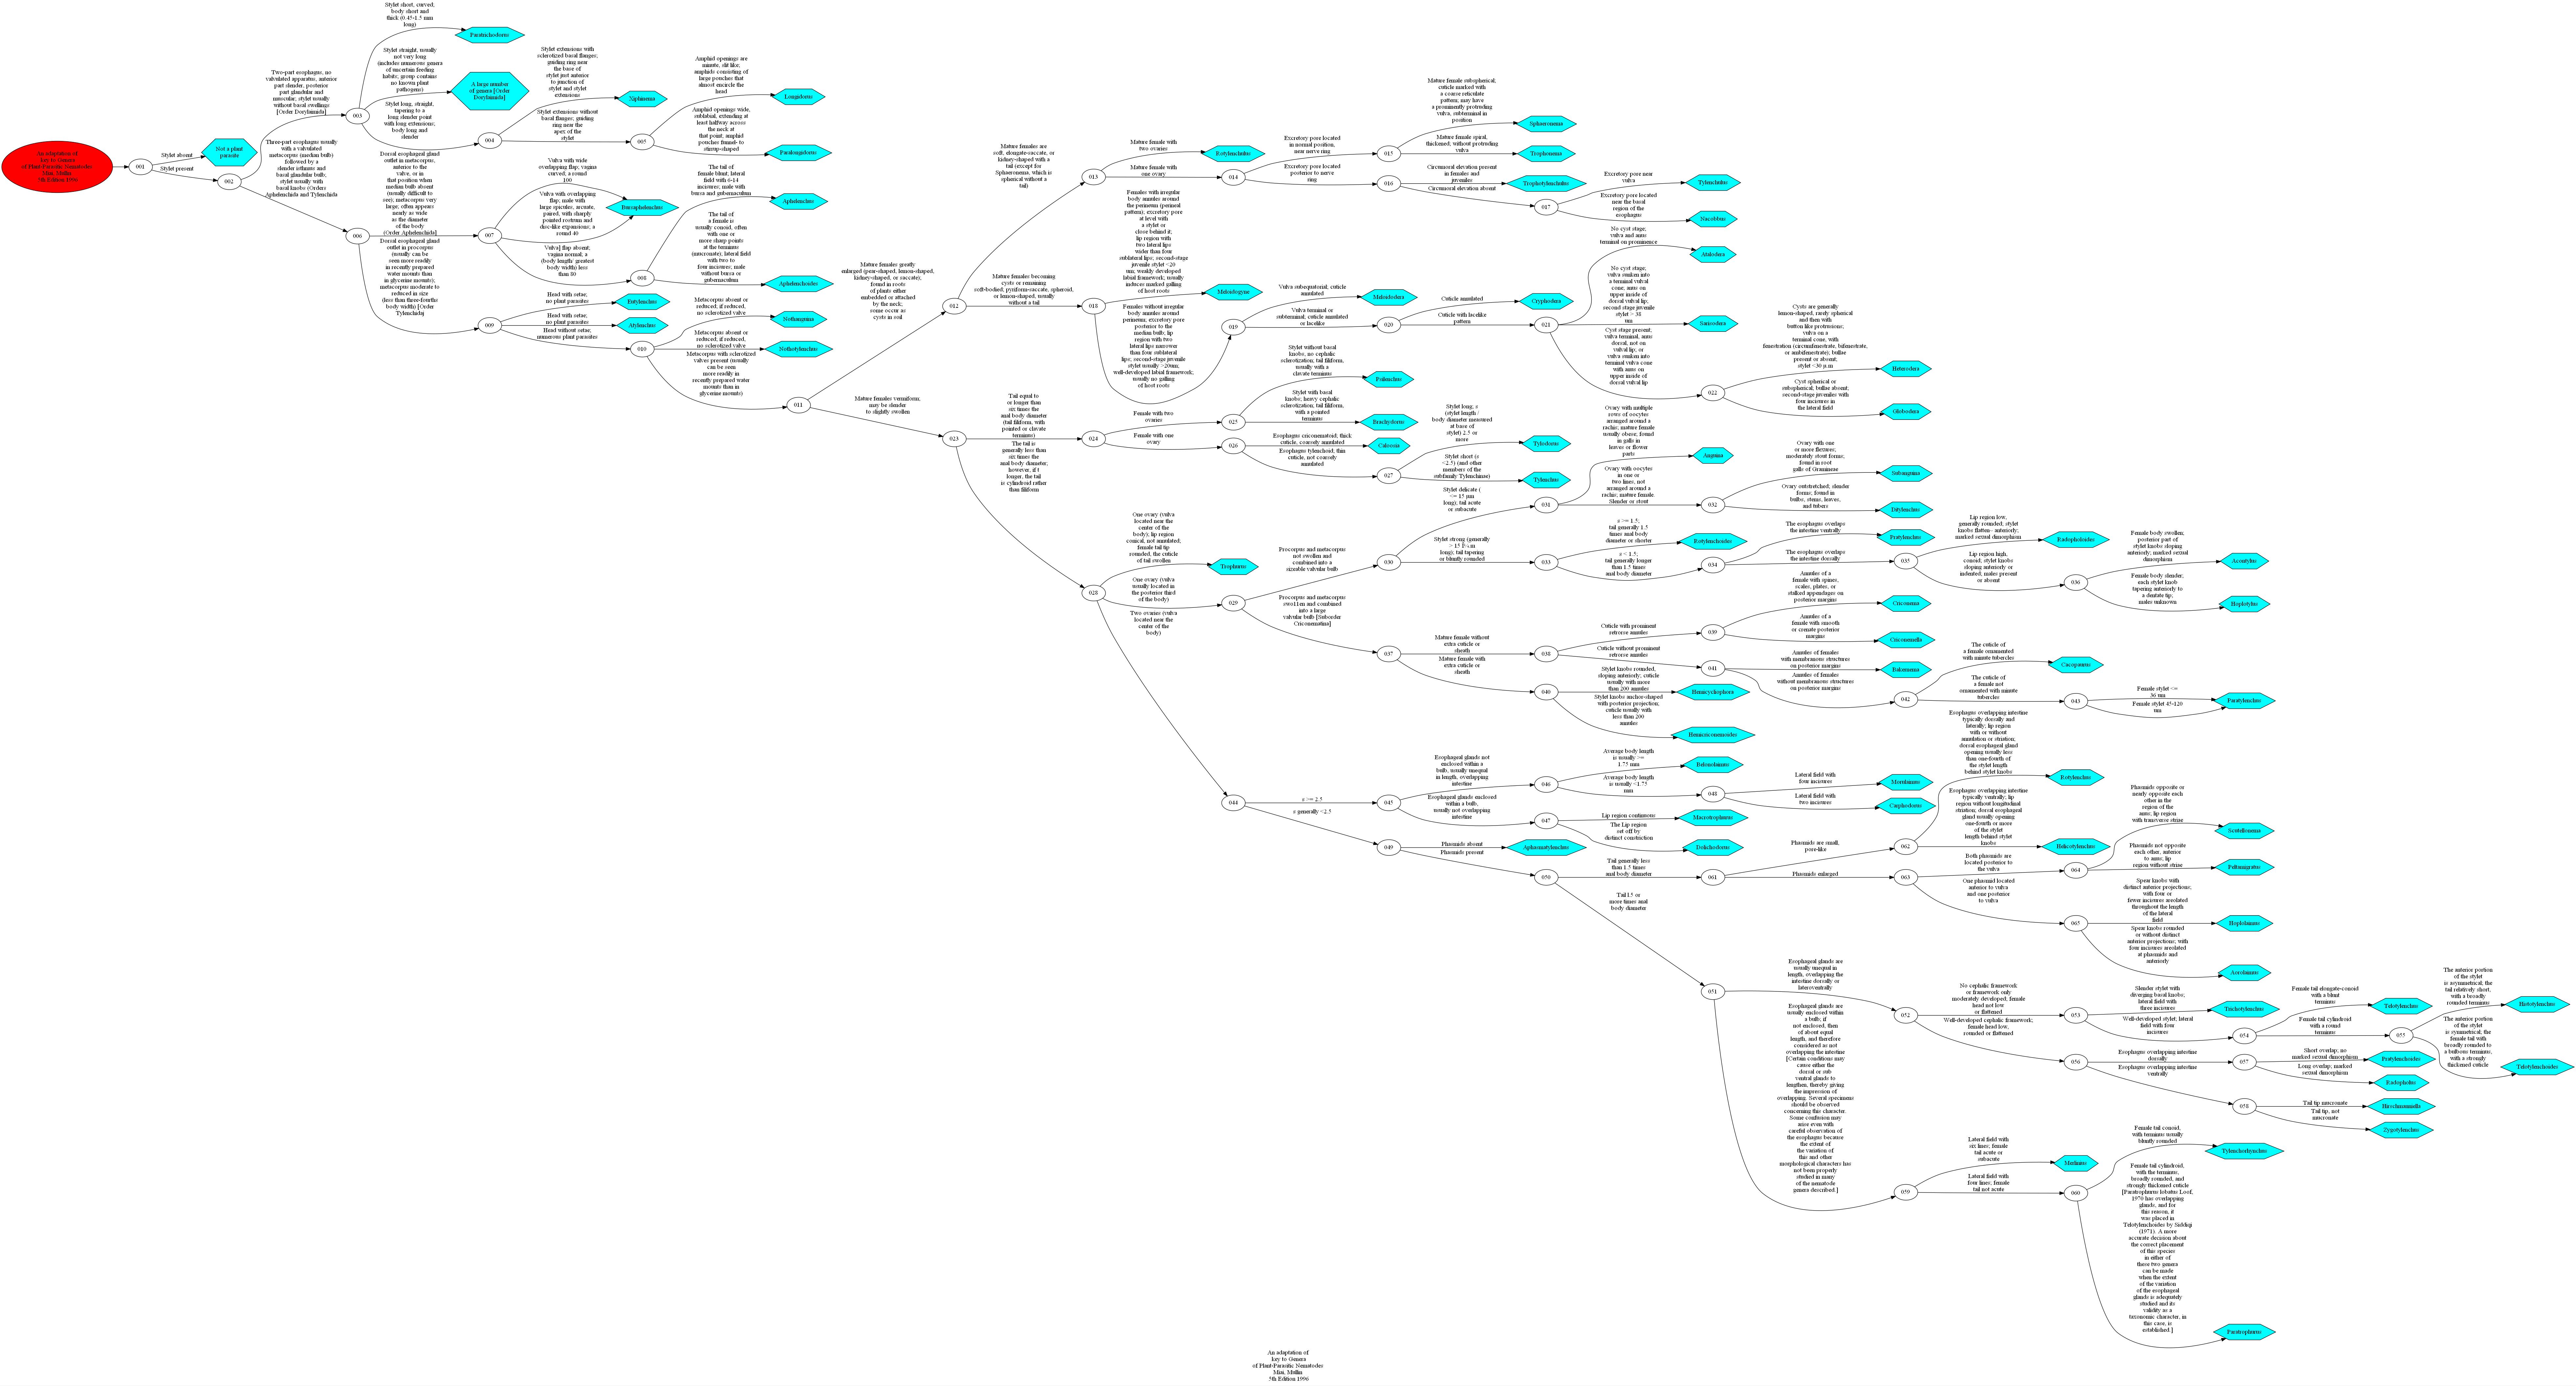 An adaptation of
key to Genera
of Plant-Parasitic Nematodes
Mau, Mullin
5th Edition 1996
001
Stylet absent
Not a plant
parasite
Stylet present
002
Two-part esophagus, no
valvulated apparatus, anterior
part slender, posterior
part glandular and
muscular; stylet usually
without basal swellings
[Order Dorylaimida]
Three-part esophagus usually
with a valvulated
metacorpus (median bulb)
followed by a
slender isthmus and
basal glandular bulb;
stylet usually with
basal knobs (Orders
Aphelenchida and Tylenchida
003
Stylet short, curved;
body short and
thick (0.45-1.5 mm
long)
Paratrichodorus
Stylet straight, usually
not very long
(includes numerous genera
of uncertain feeding
habits; group contains
no known plant
pathogens)
A large number
of genera [Order
Dorylaimida]
Stylet long, straight,
tapering to a
long slender point
with long extensions;
body long and
slender
004
Stylet extensions with
sclerotized basal flanges;
guiding ring near
the base of
stylet just anterior
to junction of
stylet and stylet
extensions
Xiphinema
Stylet extensions without
basal flanges; guiding
ring near the
apex of the
stylet
005
Amphid openings are
minute, slit like;
amphids consisting of
large pouches that
almost encircle the
head
Longidorus
Amphid openings wide,
sublabial, extending at
least halfway across
the neck at
that point; amphid
pouches funnel- to
stirrup-shaped
Paralongidorus
006
Dorsal esophageal gland
outlet in metacorpus,
anterior to the
valve, or in
that position when
median bulb absent
(usually difficult to
see); metacorpus very
large; often appears
nearly as wide
as the diameter
of the body
(Order Aphelenchida]
Dorsal esophageal gland
outlet in procorpus
(usually can be
seen more readily
in recently prepared
water mounts than
in glycerine mounts);
metacorpus moderate to
reduced in size
(less than three-fourths
body width) [Order
Tylenchida]
007
Vulva with wide
overlapping flap; vagina
curved; a round
100
Vulva with overlapping
flap; male with
large spicules, arcuate,
paired, with sharply
pointed rostrum and
disc-like expansions; a
round 40
Bursaphelenchus
Vulva] flap absent;
vagina normal; a
(body length/ greatest
body width) less
than 80
008
The tail of
female blunt; lateral
field with 6-14
incisures; male with
bursa and gubernaculum
Aphelenchus
The tail of
a female is
usually conoid, often
with one or
more sharp points
at the terminus
(mucronate); lateral field
with two to
four incisures; male
without bursa or
gubernaculum
Aphelenchoides
009
Head with setae;
no plant parasites
Eutylenchus
Head with setae;
no plant parasites
Atylenchus
Head without setae;
numerous plant parasites
010
Metacorpus absent or
reduced; if reduced,
no sclerotized valve
Nothanguina
Metacorpus absent or
reduced; if reduced,
no sclerotized valve
Nothotylenchus
Metacorpus with sclerotized
valves present (usually
can be seen
more readily in
recently prepared water
mounts than in
glycerine mounts)
011
Mature females greatly
enlarged (pear-shaped, lemon-shaped,
kidney-shaped, or saccate);
found in roots
of plants either
embedded or attached
by the neck;
some occur as
cysts in soil
Mature females vermiform;
may be slender
to slightly swollen
012
Mature females are
soft, elongate-saccate, or
kidney-shaped with a
tail (except for
Sphaeronema, which is
spherical without a
tail)
Mature females becoming
cysts or remaining
soft-bodied; pyriform-saccate, spheroid,
or lemon-shaped, usually
without a tail
013
Mature female with
two ovaries
Rotylenchulus
Mature female with
one ovary
014
Excretory pore located
in normal position,
near nerve ring
Excretory pore located
posterior to nerve
ring
015
Mature female subspherical;
cuticle marked with
a coarse reticulate
pattern; may have
a prominently protruding
vulva, subterminal in
position
Sphaeronema
Mature female spiral,
thickened; without protruding
vulva
Trophonema
016
Circumoral elevation present
in females and
juveniles
Trophotylenchulus
Circumoral elevation absent
017
Excretory pore near
vulva
Tylenchulus
Excretory pore located
near the basal
region of the
esophagus
Nacobbus
018
Females with irregular
body annules around
the perineum (perineal
pattern); excretory pore
at level with
a stylet or
close behind it;
lip region with
two lateral lips
wider than four
sublateral lips; second-stage
juvenile stylet <20
um; weakly developed
labial framework; usually
induces marked galling
of host roots
Meloidogyne
Females without irregular
body annules around
perineum; excretory pore
posterior to the
median bulb; lip
region with two
lateral lips narrower
than four sublateral
lips; second-stage juvenile
stylet usually >20um;
well-developed labial framework;
usually no galling
of host roots
019
Vulva subequatorial; cuticle
annulated
Meloidodera
Vulva terminal or
subterminal; cuticle annulated
or lacelike
020
Cuticle annulated
Cryphodera
Cuticle with lacelike
pattern
021
No cyst stage;
vulva and anus
terminal on prominence
Atalodera
No cyst stage;
vulva sunken into
a terminal vulval
cone; anus on
upper inside of
dorsal vulval lip;
second stage juvenile
stylet > 38
um
Sarisodera
Cyst stage present;
vulva terminal; anus
dorsal, not on
vulval lip; or
vulva sunken into
terminal vulva cone
with anus on
upper inside of
dorsal vulval lip
022
Cysts are generally
lemon-shaped, rarely spherical
and then with
button like protrusions;
vulva on a
terminal cone, with
fenestration (circumfenestrate, bifenestrate,
or ambifenestrate); bullae
present or absent;
stylet <30 µ.m
Heterodera
Cyst spherical or
subspherical; bullae absent;
second-stage juveniles with
four incisures in
the lateral field
Globodera
023
Tail equal to
or longer than
six times the
anal body diameter
(tail filiform, with
pointed or clavate
terminus)
The tail is
generally less than
six times the
anal body diameter;
however, if t
longer, the tail
is cylindroid rather
than filiform
024
Female with two
ovaries
Female with one
ovary
025
Stylet without basal
knobs, no cephalic
sclerotization; tail filiform,
usually with a
clavate terminus
Psilenchus
Stylet with basal
knobs; heavy cephalic
sclerotization; tail filiform,
with a pointed
terminus
Brachydorus
026
Esophagus criconematoid; thick
cuticle, coarsely annulated
Caloosia
Esophagus tylenchoid; thin
cuticle, not coarsely
annulated
027
Stylet long; s
(stylet length /
body diameter measured
at base of
stylet) 2.5 or
more
Tylodorus
Stylet short (s
<2.5) (and other
members of the
subfamily Tylenchinae)
Tylenchus
028
One ovary (vulva
located near the
center of the
body); lip region
conical, not annulated;
female tail tip
rounded, the cuticle
of tail swollen
Trophurus
One ovary (vulva
usually located in
the posterior third
of the body)
Two ovaries (vulva
located near the
center of the
body)
029
Procorpus and metacorpus
not swollen and
combined into a
sizeable valvular bulb
Procorpus and metacorpus
swo11en and combined
into a large
valvular bulb [Suborder
Criconematina]
030
Stylet delicate (
<= 15 µm
long); tail acute
or subacute
Stylet strong (generally
> 15 Î¼m
long); tail tapering
or bluntly rounded
031
Ovary with multiple
rows of oocytes
arranged around a
rachis; mature female
usually obese, found
in galls in
leaves or flower
parts
Anguina
Ovary with oocytes
in one or
two lines, not
arranged around a
rachis; mature female.
Slender or stout
032
Ovary with one
or more flexures;
moderately stout forms;
found in root
galls of Gramineae
Subanguina
Ovary outstretched; slender
forms; found in
bulbs, stems, leaves,
and tubers
Ditylenchus
033
s >= 1.5;
tail generally 1.5
times anal body
diameter or shorter
Rotylenchoides
s < 1.5;
tail generally longer
than 1.5 times
anal body diameter
034
The esophagus overlaps
the intestine ventrally
Pratylenchus
The esophagus overlaps
the intestine dorsally
035
Lip region low,
generally rounded; stylet
knobs flatten- anteriorly;
marked sexual dimorphism
Radopholoides
Lip region high,
conoid; stylet knobs
sloping anteriorly or
indented, males present
or absent
036
Female body swollen;
posterior part of
stylet knobs sloping
anteriorly; marked sexual
dimorphism
Acontylus
Female body slender;
each stylet knob
tapering anteriorly to
a dentate tip;
males unknown
Hoplotylus
037
Mature female without
extra cuticle or
sheath
Mature female with
extra cuticle or
sheath
038
Cuticle with prominent
retrorse annules
Cuticle without prominent
retrorse annules
039
Annules of a
female with spines,
scales, plates, or
stalked appendages on
posterior margins
Criconema
Annules of a
female with smooth
or crenate posterior
margins
Criconemella
040
Stylet knobs rounded,
sloping anteriorly; cuticle
usually with more
than 200 annules
Hemicycliophora
Stylet knobs anchor-shaped
with posterior projection;
cuticle usually with
less than 200
annules
Hemicriconemoides
041
Annules of females
with membranous structures
on posterior margins
Bakernema
Annules of females
without membranous structures
on posterior margins
042
The cuticle of
a female ornamented
with minute tubercles
Cacopaurus
The cuticle of
a female not
ornamented with minute
tubercles
043
Female stylet <=
36 um
Female stylet 45-120
um
Paratylenchus
044
s >= 2.5
s generally <2.5
045
Esophageal glands not
enclosed within a
bulb, usually unequal
in length, overlapping
intestine
Esophageal glands enclosed
within a bulb,
usually not overlapping
intestine
046
Average body length
is usually >=
1.75 mm
Belonolaimus
Average body length
is usually <1.75
mm
047
Lip region continuous
Macrotrophurus
The Lip region
set off by
distinct constriction
Dolichodorus
048
Lateral field with
four incisures
Morulaimus
Lateral field with
two incisures
Carphodorus
049
Phasmids absent
Aphasmatylenchus
Phasmids present
050
Tail generally less
than 1.5 times
anal body diameter
Tail l.5 or
more times anal
body diameter
061
Phasmids are small,
pore-like
Phasmids enlarged
062
Esophagus overlapping intestine
typically dorsally and
laterally; lip region
with or without
annulation or striation;
dorsal esophageal gland
opening usually less
than one-fourth of
the stylet length
behind stylet knobs
Rotylenchus
Esophagus overlapping intestine
typically ventrally; lip
region without longitudinal
striation; dorsal esophageal
gland usually opening
one-fourth or more
of the stylet
length behind stylet
knobs
Helicotylenchus
063
Both phasmids are
located posterior to
the vulva
One phasmid located
anterior to vulva
and one posterior
to vulva
064
Phasmids opposite or
nearly opposite each
other in the
region of the
anus; lip region
with transverse striae
Scutellonema
Phasmids not opposite
each other, anterior
to anus; lip
region without striae
Peltamigratus
065
Spear knobs with
distinct anterior projections;
with four or
fewer incisures areolated
throughout the length
of the lateral
field
Hoplolaimus
Spear knobs rounded
or without distinct
anterior projections; with
four incisures areolated
at phasmids and
anteriorly
Aorolaimus
051
Esophageal glands are
usually unequal in
length, overlapping the
intestine dorsally or
lateroventrally
Esophageal glands are
usually enclosed within
a bulb; if
not enclosed, then
of about equal
length, and therefore
considered as not
overlapping the intestine
[Certain conditions may
cause either the
dorsal or sub
ventral glands to
lengthen, thereby giving
the impression of
overlapping. Several specimens
should be observed
concerning this character.
Some confusion may
arise even with
careful observation of
the esophagus because
the extent of
the variation of
this and other
morphological characters has
not been properly
studied in many
of the nematode
genera described.]
052
No cephalic framework
or framework only
moderately developed; female
head not low
or flattened
Well-developed cephalic framework;
female head low,
rounded or flattened
053
Slender stylet with
diverging basal knobs;
lateral field with
three incisures
Trichotylenchus
Well-developed stylet; lateral
field with four
incisures
054
Female tail elongate-conoid
with a blunt
terminus
Telotylenchus
Female tail cylindroid
with a round
terminus
055
The anterior portion
of the stylet
is asymmetrical; the
tail relatively short,
with a broadly
rounded terminus
Histotylenchus
The anterior portion
of the stylet
is symmetrical; the
female tail with
broadly rounded to
a bulbous terminus,
with a strongly
thickened cuticle
Telotylenchoides
056
Esophagus overlapping intestine
dorsally
Esophagus overlapping intestine
ventrally
057
Short overlap; no
marked sexual dimorphism
Pratylenchoides
Long overlap; marked
sexual dimorphism
Radopholus
058
Tail tip mucronate
Hirschmanniella
Tail tip, not
mucronate
Zygotylenchus
059
Lateral field with
six lines; female
tail acute or
subacute
Merlinius
Lateral field with
four lines; female
tail not acute
060
Female tail conoid,
with terminus usually
bluntly rounded
Tylenchorhynchus
Female tail cylindroid,
with the terminus,
broadly rounded, and
strongly thickened cuticle
[Paratrophurus lobatus Loof,
1970 has overlapping
glands, and for
this reason, it
was placed in
Telotylenchoides by Siddiqi
(1971). A more
accurate decision about
the correct placement
of this species
in either of
these two genera
can be made
when the extent
of the variation
of the esophageal
glands is adequately
studied and its
validity as a
taxonomic character, in
this case, is
established.]
Paratrophurus
An adaptation of
key to Genera
of Plant-Parasitic Nematodes
Mau, Mullin
5th Edition 1996